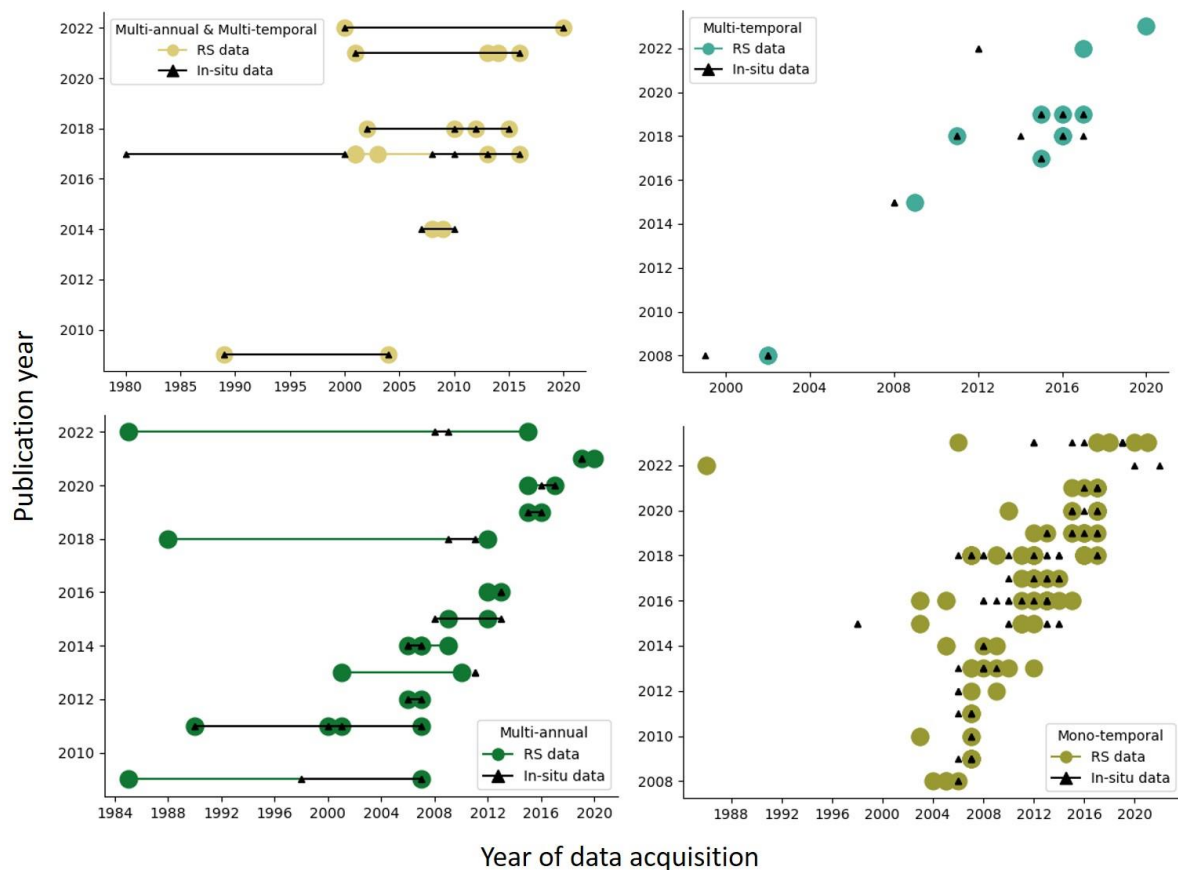 Publication year
2022
2020
2018
2016
2014
2012
2010
Multi-annual & Multi-temporal
RS data
In-situ data
1980 1985 1990 1995 2000 2005 2010 2015 2020
2022
2020
2018
2016
2014
2012
2010
2008
Multi-temporal
RS data
In-situ data
2000 2004 2008 2012 2016 2020
2022
2020
2018
2016
2014
2012
2010
Multi-annual
RS data
In-situ data
1984 1988 1992 1996 2000 2004 2008 2012 2016 2020
2022
2020
2018
2016
2014
2012
2010
2008
Mono-temporal
RS data
In-situ data
1988 1992 1996 2000 2004 2008 2012 2016 2020
Year of data acquisition